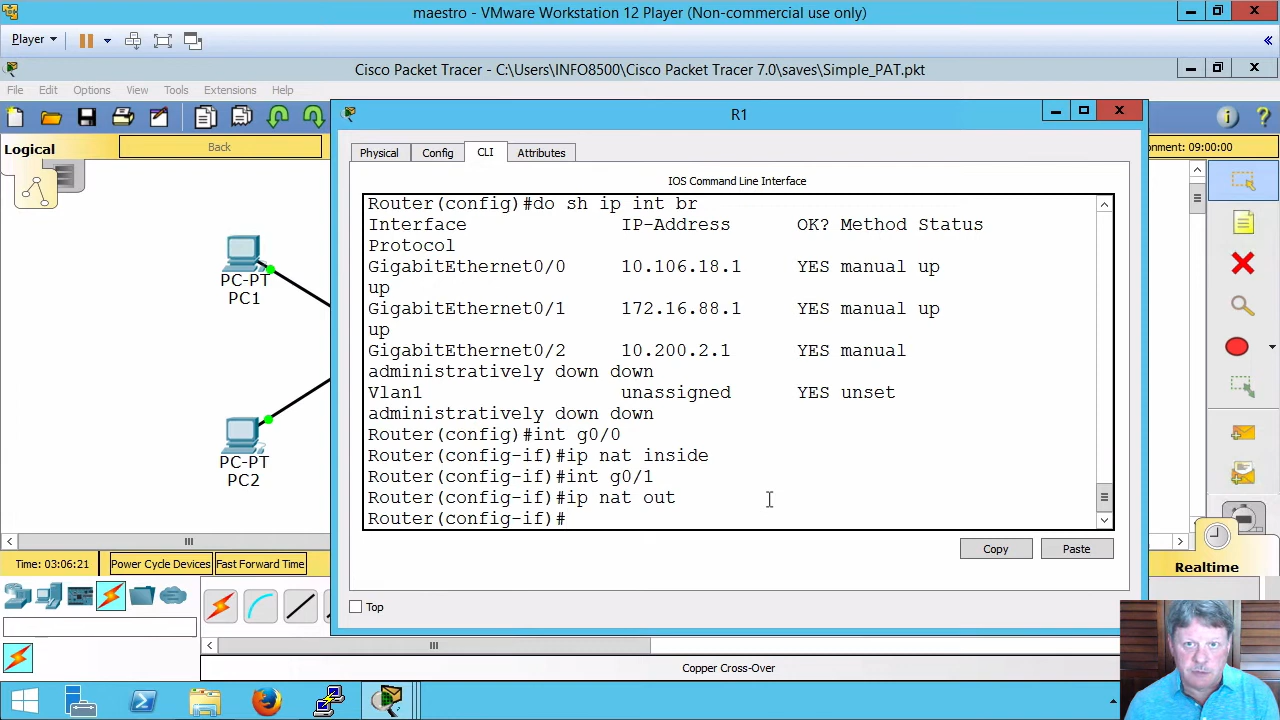 maestro - VMware Workstation 12 Player (Non-commercial use only)
Player
Cisco Packet Tracer - C:\Users\INFO8500\Cisco Packet Tracer 7.0\saves\Simple_PAT.pkt
File Edit Options View Tools Extensions Help
Logical
Back
onment: 09:00:00
R1
Physical Config CLI Attributes
IOS Command Line Interface
Router(config)#do sh ip int br
Interface IP-Address OK? Method Status
Protocol
GigabitEthernet0/0 10.106.18.1 YES manual up
up
GigabitEthernet0/1 172.16.88.1 YES manual up
up
GigabitEthernet0/2 10.200.2.1 YES manual
administratively down down
Vlan1 unassigned YES unset
administratively down down
Router(config)#int g0/0
Router(config-if)#ip nat inside
Router(config-if)#int g0/1
Router(config-if)#ip nat out
Router(config-if)#
PC-PT
PC1
PC-PT
PC2
Copy Paste
Top
Time: 03:06:21 Power Cycle Devices Fast Forward Time
Realtime
Copper Cross-Over